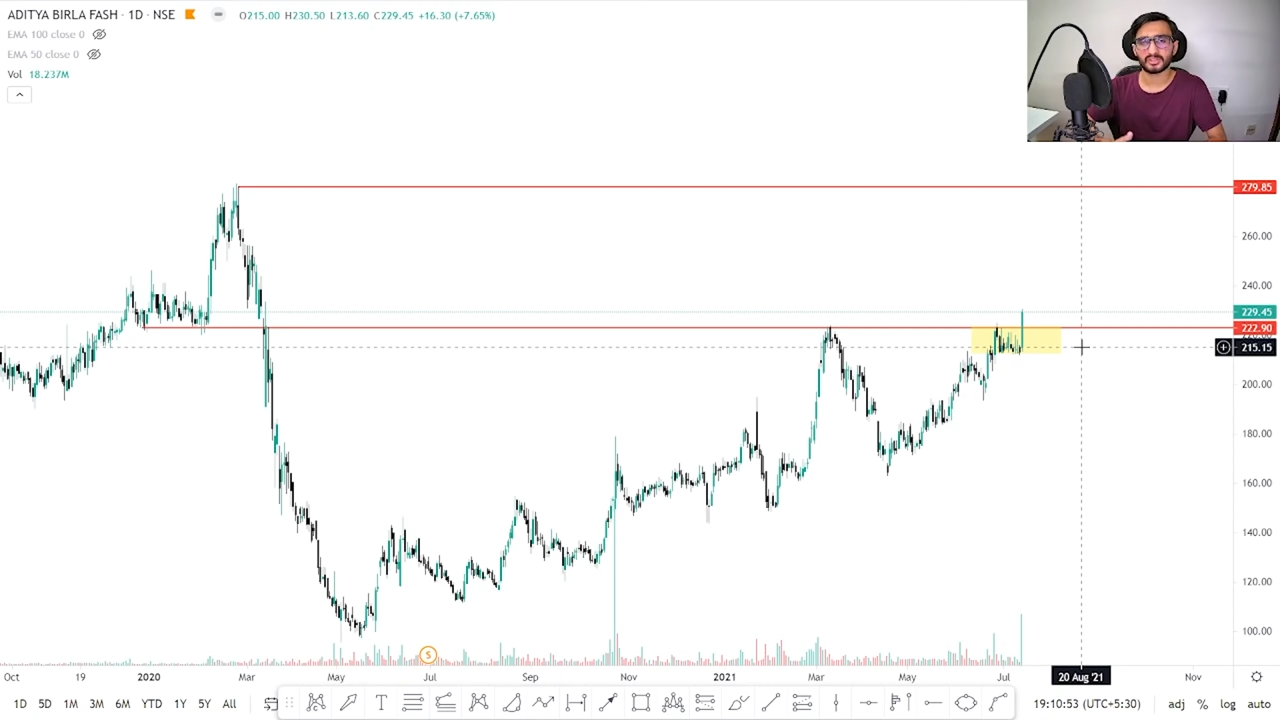 ADITYA BIRLA FASH · 1D · NSE O215.00 H230.50 L213.60 C229.45 +16.30 (+7.65%)
EMA 100 close 0
EMA 50 close 0
Vol 18.237M
279.85
260.00
240.00
229.45
222.90
215.15
200.00
180.00
160.00
140.00
120.00
100.00
S
Oct 19 2020 Mar May Jul Sep Nov 2021 Mar May Jul 20 Aug '21 Nov
1D 5D 1M 3M 6M YTD 1Y 5Y All T 19:10:53 (UTC+5:30) adj % log auto